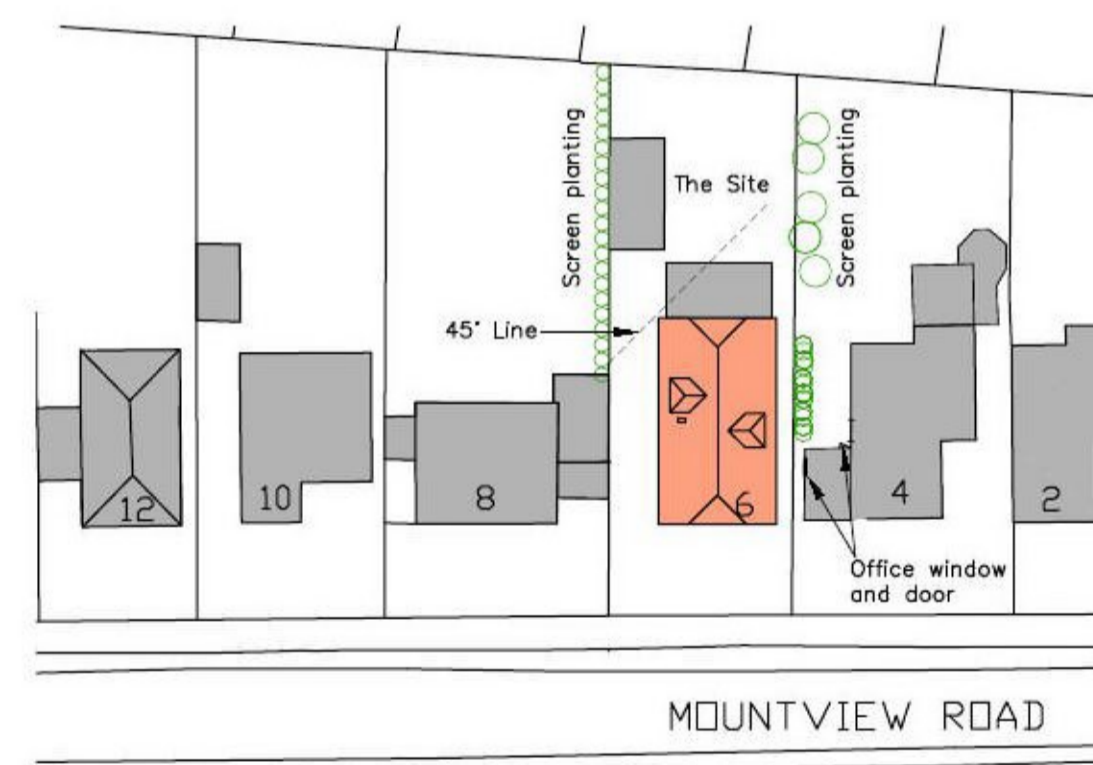 Screen planting
The Site
Screen planting
45° Line
12
10
8
6
4
2
Office window
and door
MOUNTVIEW ROAD